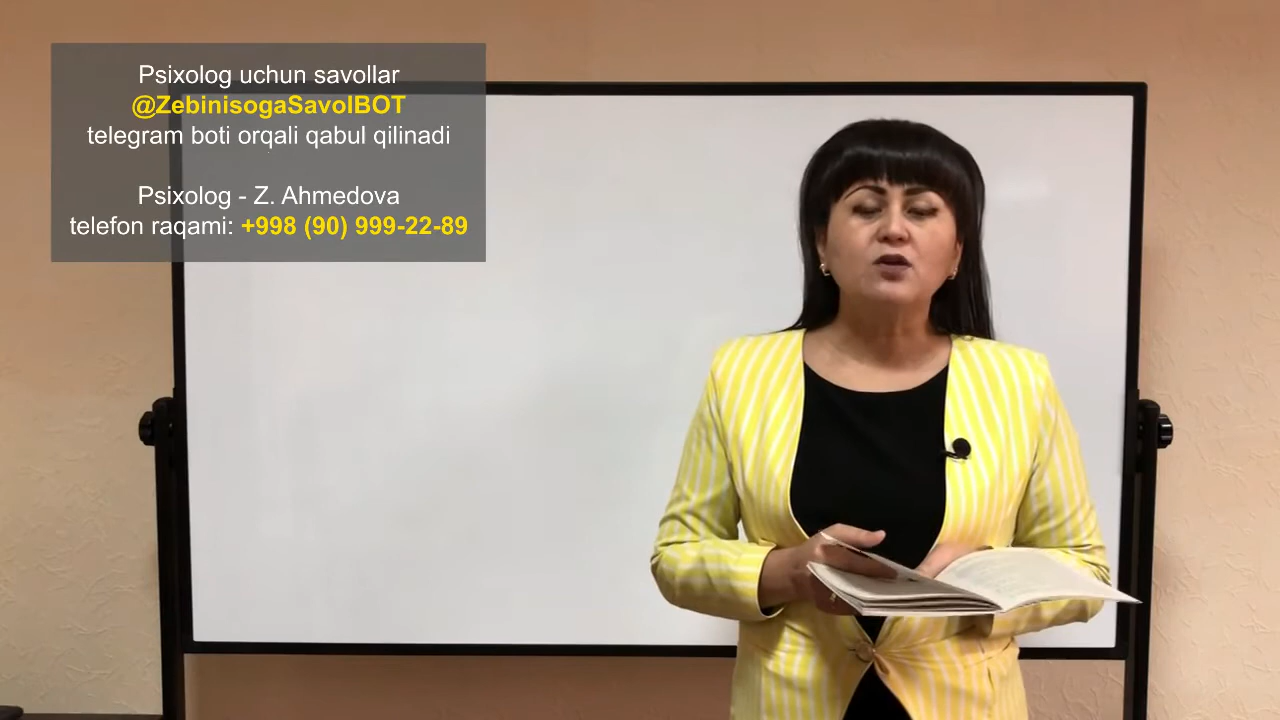 Psixolog uchun savollar
@ZebinisogaSavolBOT
telegram boti orqali qabul qilinadi
Psixolog - Z. Ahmedova
telefon raqami: +998 (90) 999-22-89